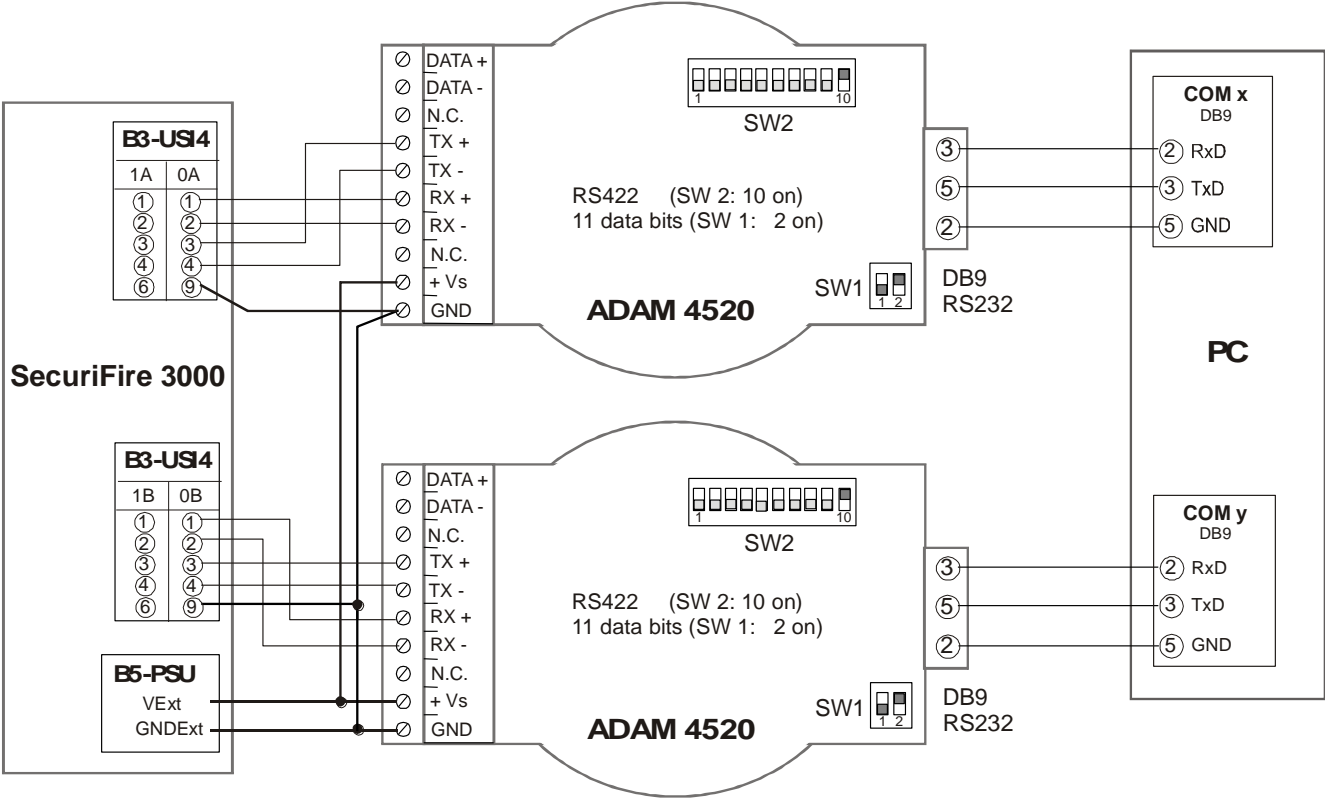 SecuriFire 3000
B3-USI4
1A 0A
1 1
2 2
3 3
4 4
6 9
B3-USI4
1B 0B
1 1
2 2
3 3
4 4
6 9
B5-PSU
VExt
GNDExt
DATA +
DATA -
N.C.
TX +
TX -
RX +
RX -
N.C.
+ Vs
GND
1 10
SW2
RS422 (SW 2: 10 on)
11 data bits (SW 1: 2 on)
SW1
1 2
ADAM 4520
3
5
2
DB9
RS232
DATA +
DATA -
N.C.
TX +
TX -
RX +
RX -
N.C.
+ Vs
GND
1 10
SW2
RS422 (SW 2: 10 on)
11 data bits (SW 1: 2 on)
SW1
1 2
ADAM 4520
3
5
2
DB9
RS232
COM x
DB9
2 RxD
3 TxD
5 GND
PC
COM y
DB9
2 RxD
3 TxD
5 GND